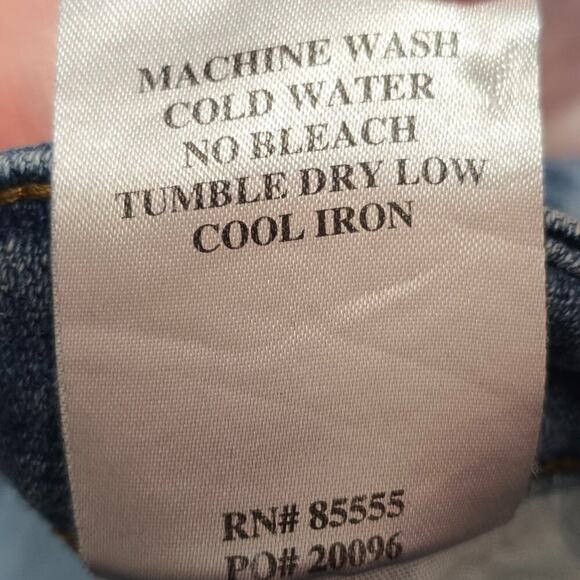 MACHINE WASH
COLD WATER
NO BLEACH
TUMBLE DRY LOW
COOL IRON
RN# 85555
PO# 20096